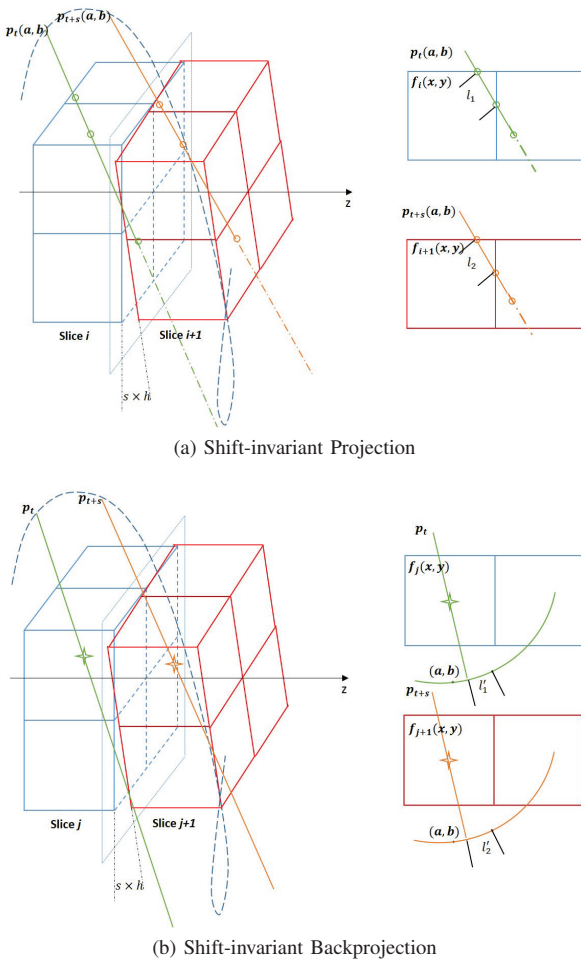 p_{t+s}(a,b)
p_t(a,b)
z
Slice i
Slice i+1
s × h
p_t(a,b)
f_i(x,y)
l_1
p_{t+s}(a,b)
f_{i+1}(x,y)
l_2
(a) Shift-invariant Projection
p_t
p_{t+s}
z
Slice j
Slice j+1
s × h
p_t
f_j(x,y)
(a,b)
l'_1
p_{t+s}
f_{j+1}(x,y)
(a,b)
l'_2
(b) Shift-invariant Backprojection